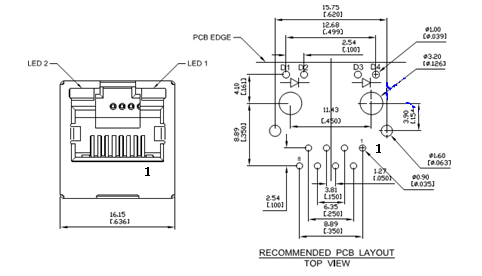 15.75
[.620]
12.68
[.499]
ø1.00
[ø.039]
PCB EDGE
2.54
[.100]
ø3.20
[ø.126]
LED 2
LED 1
D1
D2
D3
D4
4.10
[.161]
11.43
[.450]
3.90
[.154]
8.89
[.350]
1
8
1
1
ø1.60
[ø.063]
1.27
[.050]
ø0.90
[ø.035]
3.81
[.150]
2.54
[.100]
6.35
[.250]
16.15
[.636]
8.89
[.350]
RECOMMENDED PCB LAYOUT
TOP VIEW